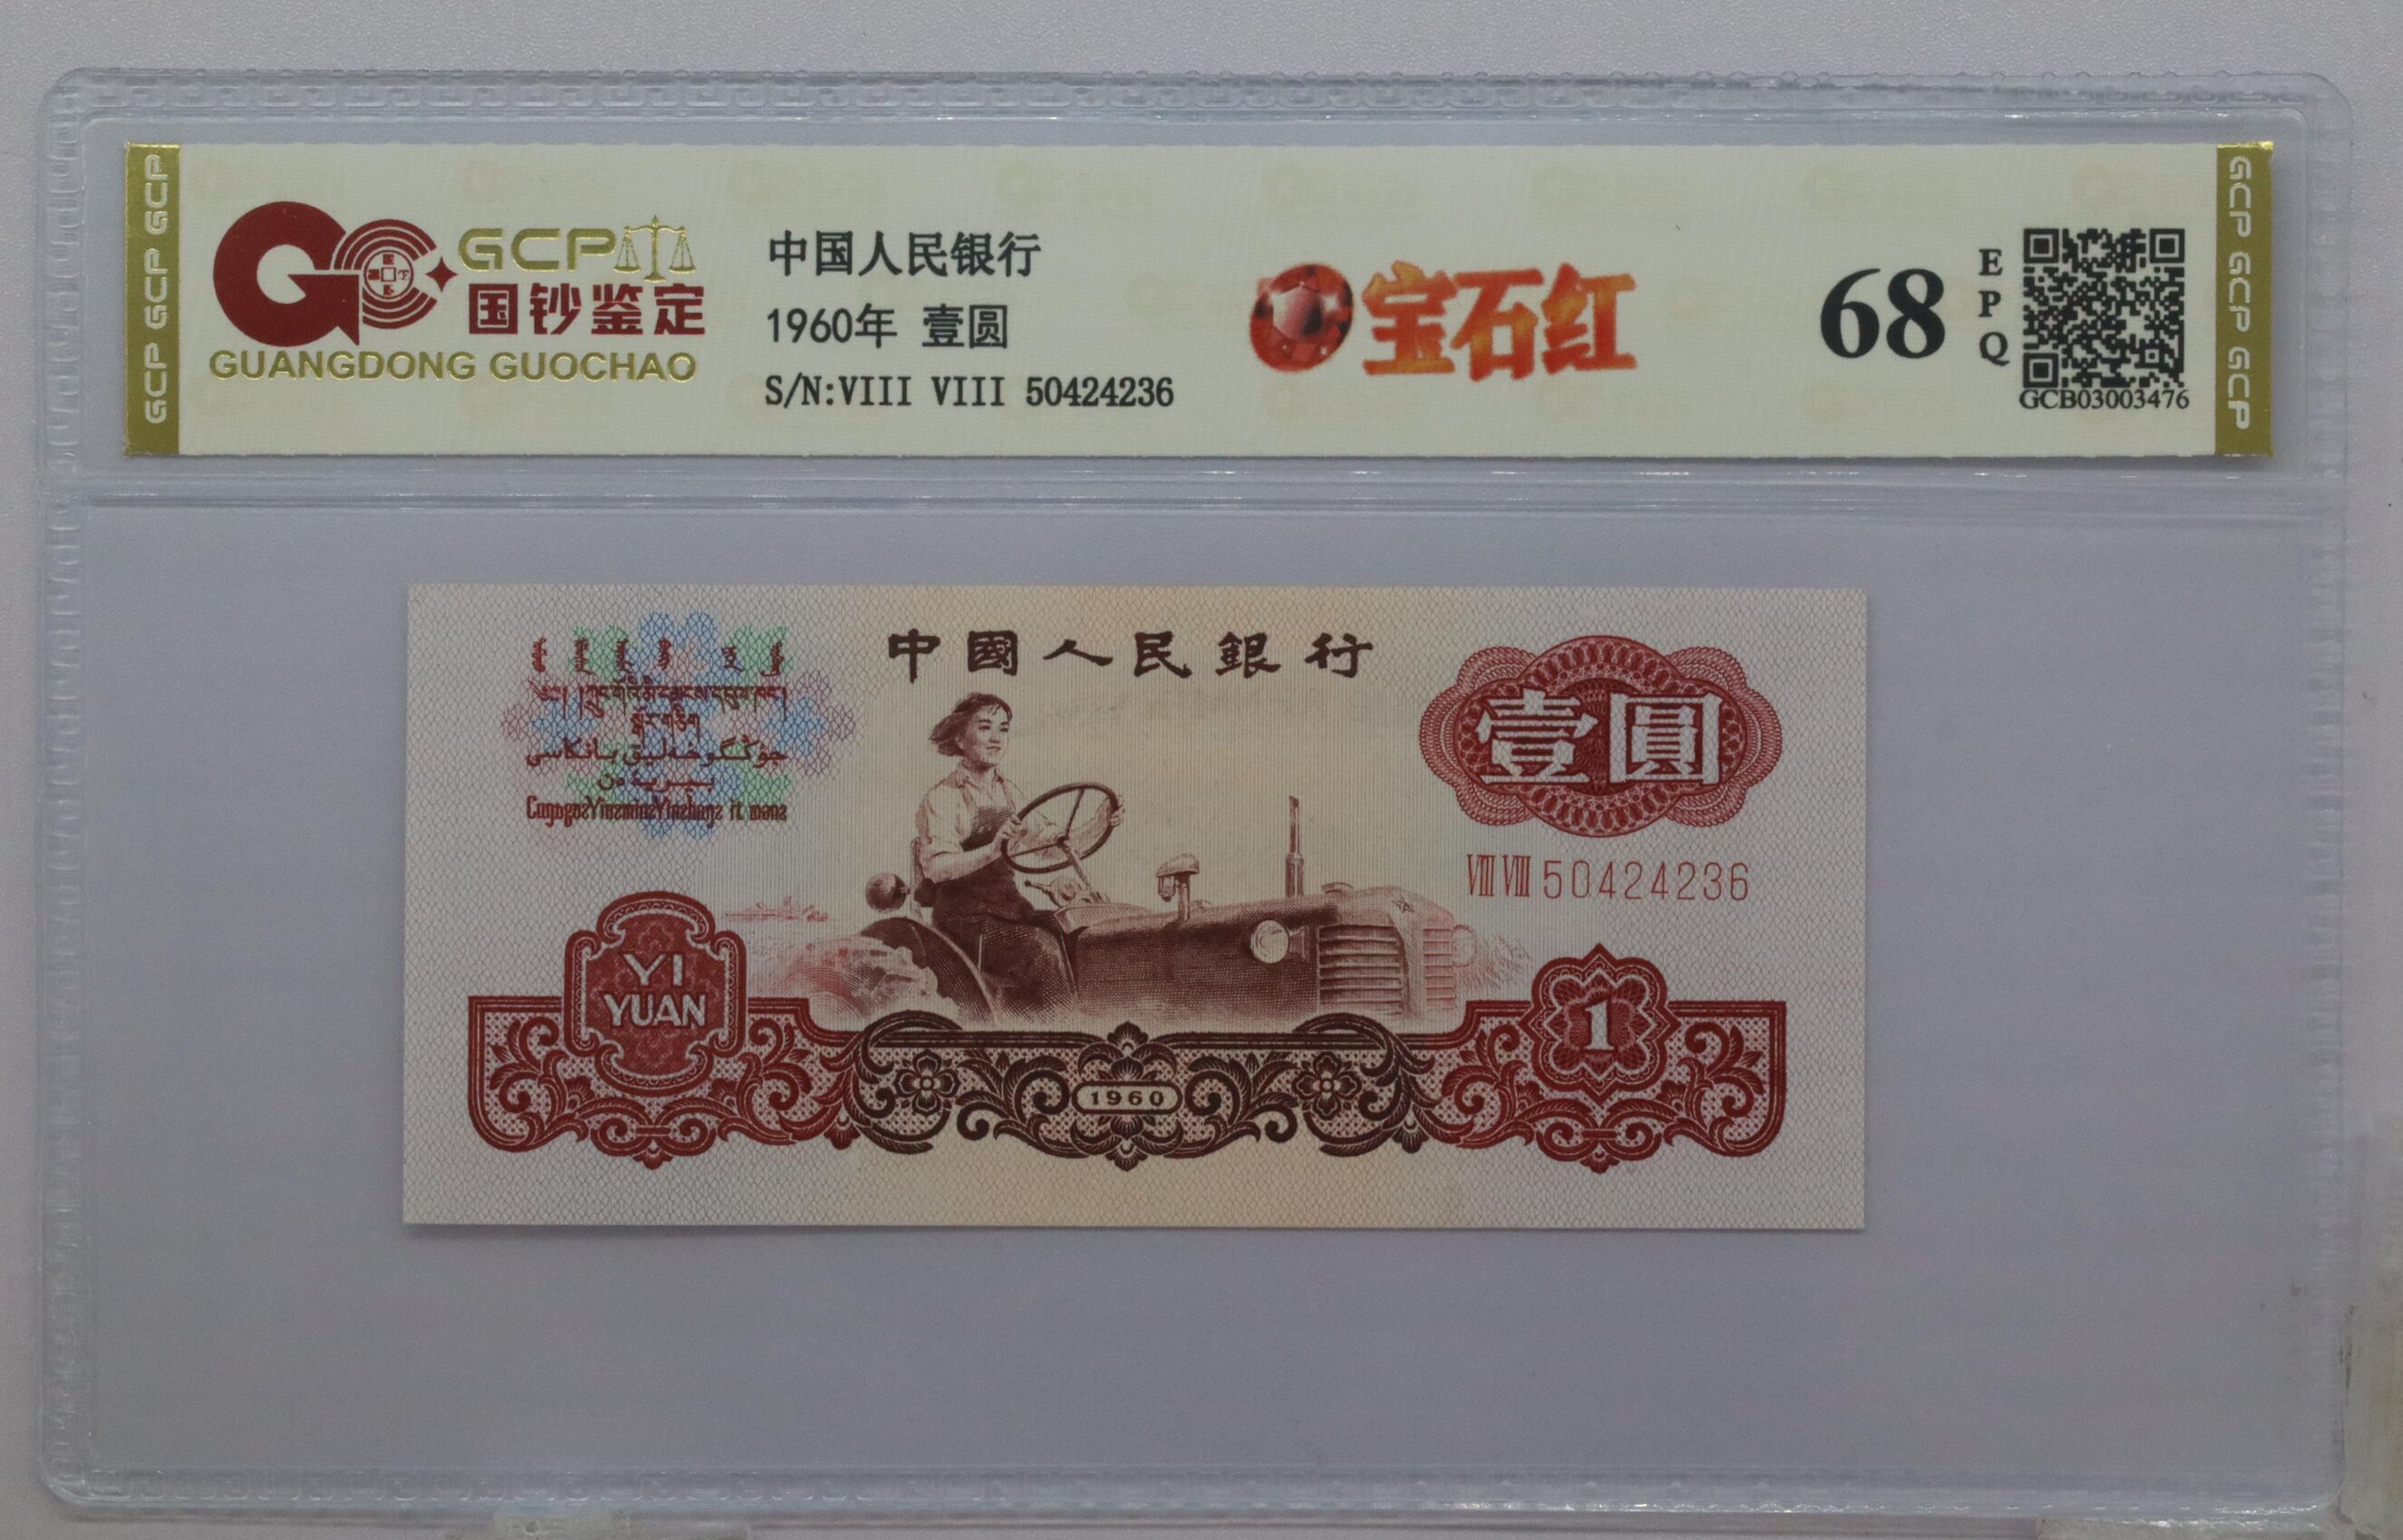 GCP GCP GCP
GCP
国钞鉴定
GUANGDONG GUOCHAO
中国人民银行
1960年 壹圆
S/N:VIII VIII 50424236
宝石红
68
EPQ
GCB03003476
GCP GCP GCP
中國人民銀行
壹圓
VIII VIII 50424236
YI
YUAN
1
1960